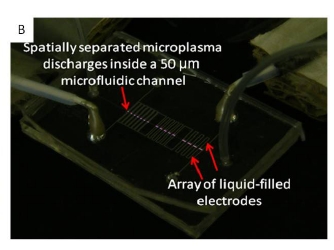 B
Spatially separated microplasma
discharges inside a 50 µm
microfluidic channel
Array of liquid-filled
electrodes